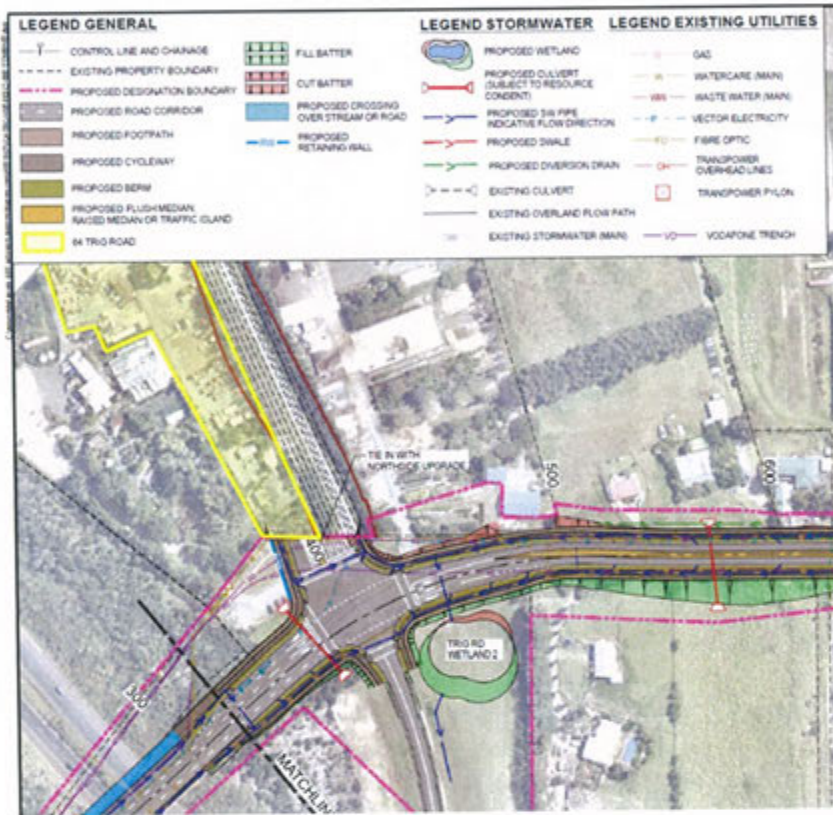 LEGEND GENERAL
CONTROL LINE AND CHAINAGE
EXISTING PROPERTY BOUNDARY
PROPOSED DESIGNATION BOUNDARY
PROPOSED ROAD CORRIDOR
PROPOSED FOOTPATH
PROPOSED CYCLEWAY
PROPOSED BERM
PROPOSED FLUSH MEDIAN,
RAISED MEDIAN OR TRAFFIC ISLAND
64 TRIG ROAD
FILL BATTER
CUT BATTER
PROPOSED CROSSING
OVER STREAM OR ROAD
RW
PROPOSED
RETAINING WALL
LEGEND STORMWATER
PROPOSED WETLAND
PROPOSED CULVERT
(SUBJECT TO RESOURCE
CONSENT)
PROPOSED SW PIPE
INDICATIVE FLOW DIRECTION
PROPOSED SWALE
PROPOSED DIVERSION DRAIN
EXISTING CULVERT
EXISTING OVERLAND FLOW PATH
EXISTING STORMWATER (MAIN)
LEGEND EXISTING UTILITIES
GAS
WATERCARE (MAIN)
WASTE WATER (MAIN)
VECTOR ELECTRICITY
FIBRE OPTIC
TRANSPOWER
OVERHEAD LINES
TRANSPOWER PYLON
VODAFONE TRENCH
TIE IN WITH
NORTHSIDE UPGRADE
500
600
400
TRIG RD
WETLAND 2
300
MATCHLIN